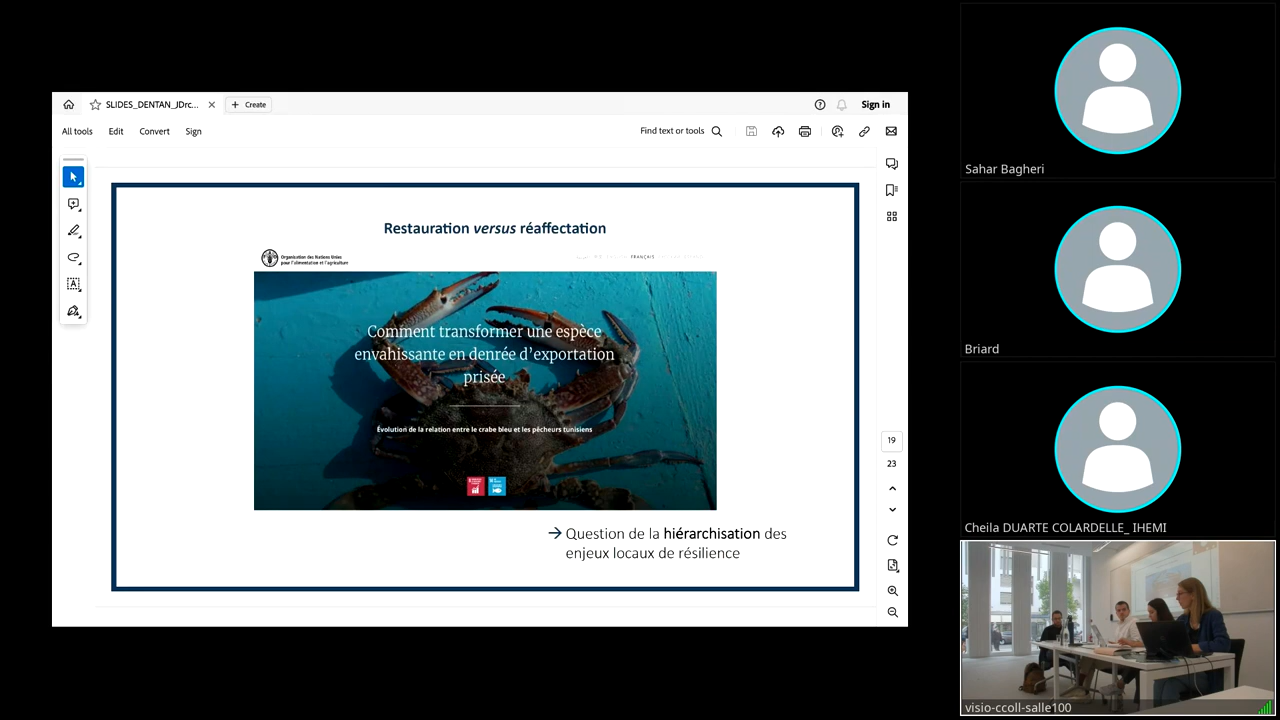 SLIDES_DENTAN_JDrc...
Create
Sign in
All tools
Edit
Convert
Sign
Find text or tools
Restauration versus réaffectation
Organisation des Nations Unies
pour l'alimentation et l'agriculture
FRANÇAIS
Comment transformer une espèce
envahissante en denrée d'exportation
prisée
Évolution de la relation entre le crabe bleu et les pêcheurs tunisiens
→ Question de la hiérarchisation des
enjeux locaux de résilience
19
23
Sahar Bagheri
Briard
Cheila DUARTE COLARDELLE_ IHEMI
visio-ccoll-salle100